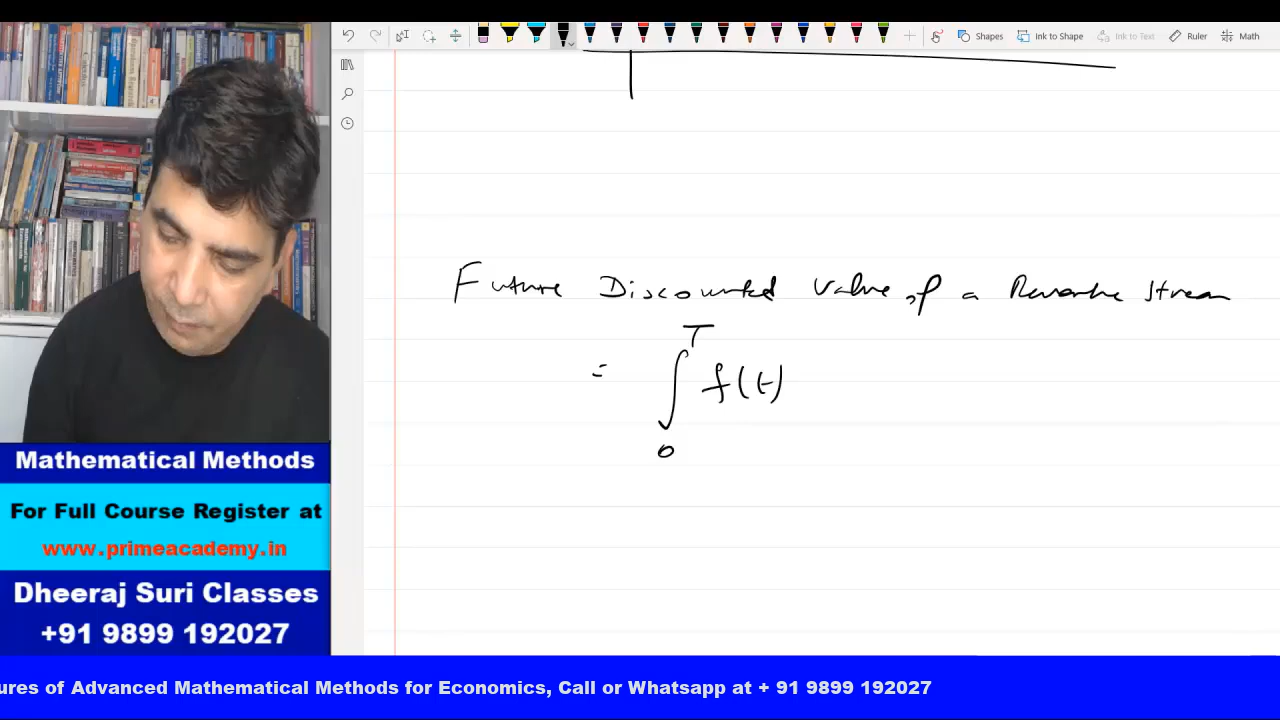 Shapes
Ink to Shape
Ink to Text
Ruler
Math
Future Discounted Value of a Revenue Stream
= ∫₀ᵀ f(t)
Mathematical Methods
For Full Course Register at
www.primeacademy.in
Dheeraj Suri Classes
+91 9899 192027
ures of Advanced Mathematical Methods for Economics, Call or Whatsapp at + 91 9899 192027